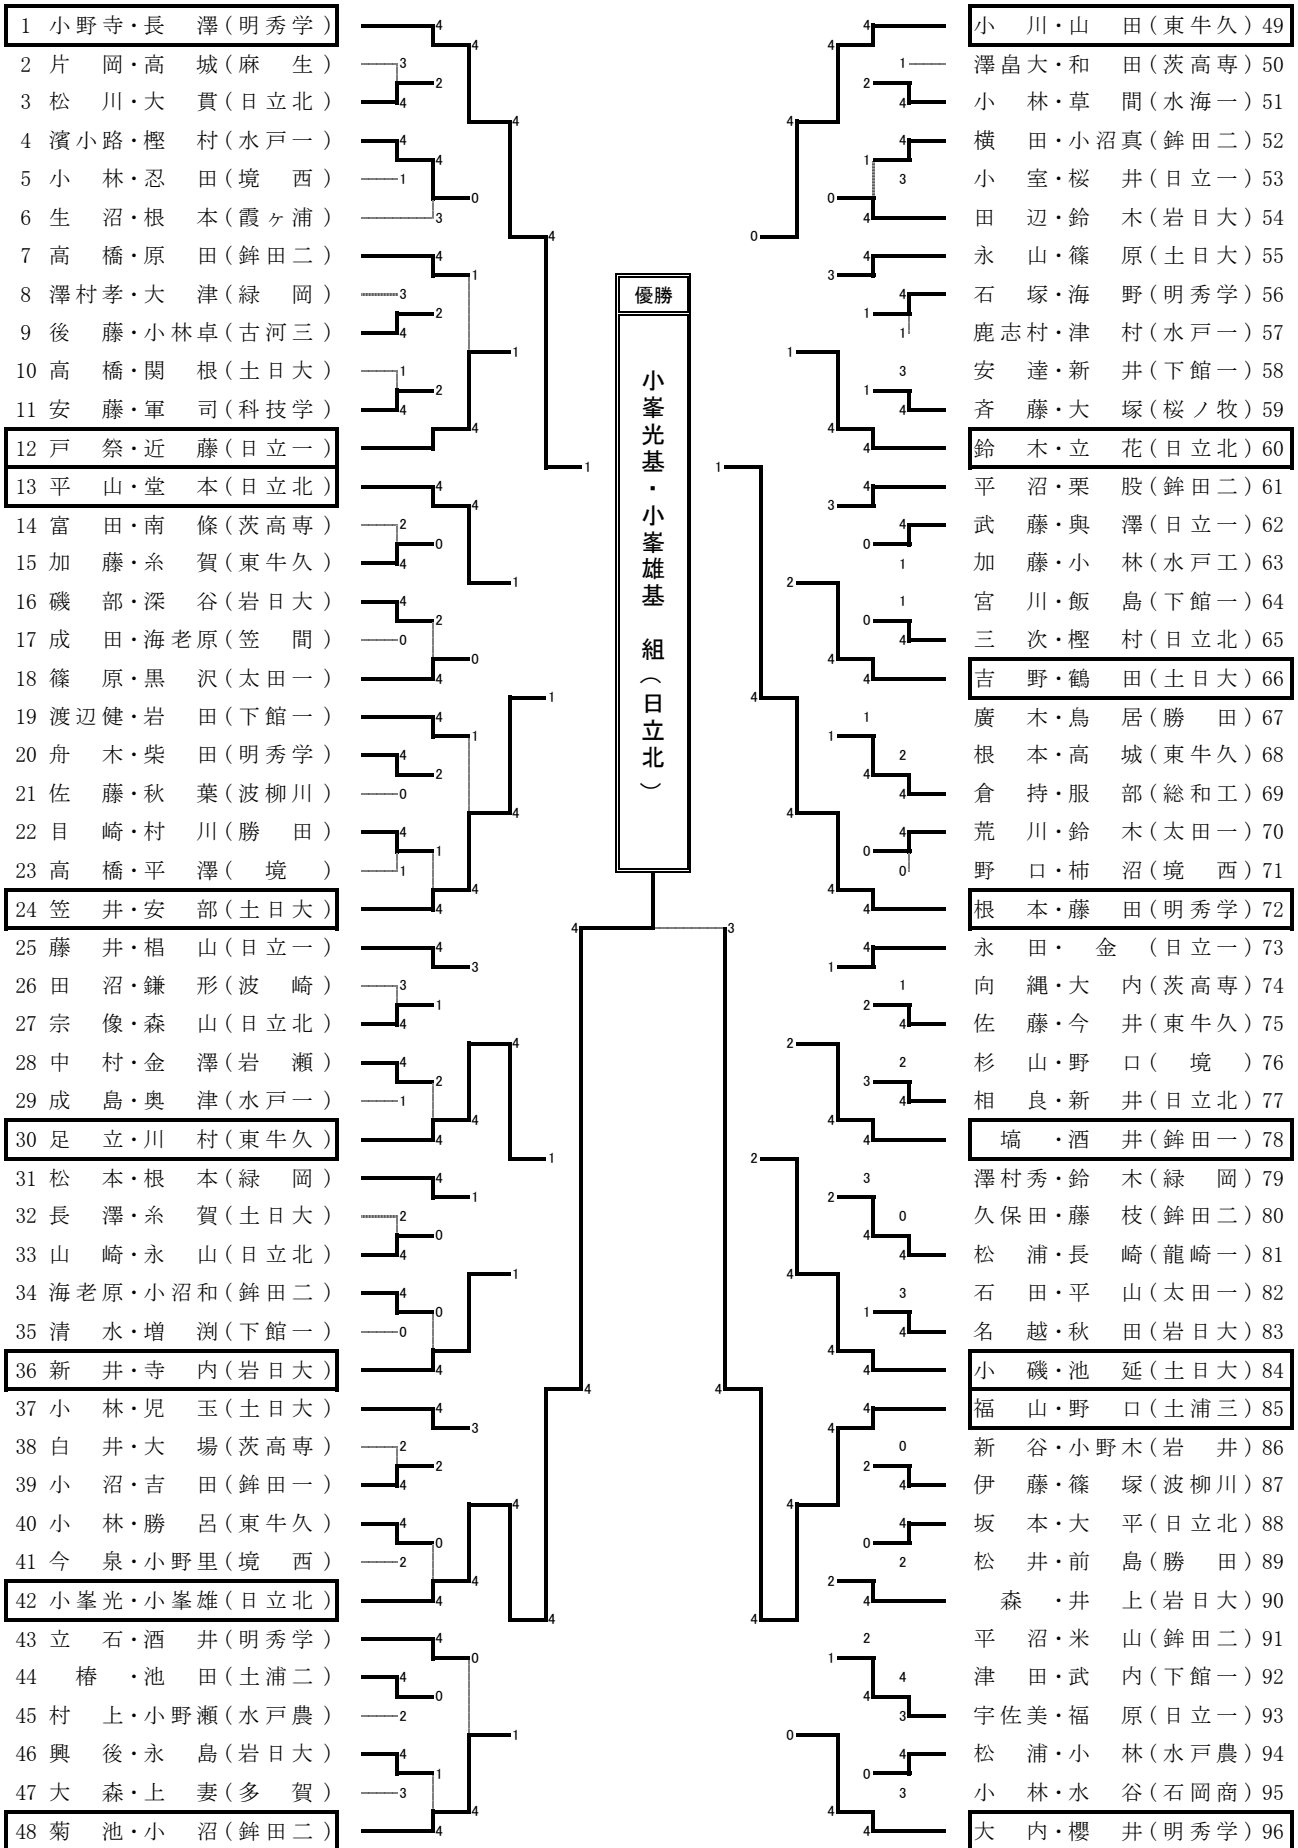 1 小野寺・長　澤(明秀学)
2 片　岡・高　城(麻　生)
3 松　川・大　貫(日立北)
4 濱小路・樫　村(水戸一)
5 小　林・忍　田(境　西)
6 生　沼・根　本(霞ヶ浦)
7 高　橋・原　田(鉾田二)
8 澤村孝・大　津(緑　岡)
9 後　藤・小林卓(古河三)
10 高　橋・関　根(土日大)
11 安　藤・軍　司(科技学)
12 戸　祭・近　藤(日立一)
13 平　山・堂　本(日立北)
14 富　田・南　條(茨高専)
15 加　藤・糸　賀(東牛久)
16 磯　部・深　谷(岩日大)
17 成　田・海老原(笠　間)
18 篠　原・黒　沢(太田一)
19 渡辺健・岩　田(下館一)
20 舟　木・柴　田(明秀学)
21 佐　藤・秋　葉(波柳川)
22 目　崎・村　川(勝　田)
23 高　橋・平　澤(　境　)
24 笠　井・安　部(土日大)
25 藤　井・椙　山(日立一)
26 田　沼・鎌　形(波　崎)
27 宗　像・森　山(日立北)
28 中　村・金　澤(岩　瀬)
29 成　島・奥　津(水戸一)
30 足　立・川　村(東牛久)
31 松　本・根　本(緑　岡)
32 長　澤・糸　賀(土日大)
33 山　崎・永　山(日立北)
34 海老原・小沼和(鉾田二)
35 清　水・増　渕(下館一)
36 新　井・寺　内(岩日大)
37 小　林・児　玉(土日大)
38 白　井・大　場(茨高専)
39 小　沼・吉　田(鉾田一)
40 小　林・勝　呂(東牛久)
41 今　泉・小野里(境　西)
42 小峯光・小峯雄(日立北)
43 立　石・酒　井(明秀学)
44 椿　・池　田(土浦二)
45 村　上・小野瀬(水戸農)
46 興　後・永　島(岩日大)
47 大　森・上　妻(多　賀)
48 菊　池・小　沼(鉾田二)
優勝
小峯光基・小峯雄基　組（日立北）
小　川・山　田(東牛久)49
澤畠大・和　田(茨高専)50
小　林・草　間(水海一)51
横　田・小沼真(鉾田二)52
小　室・桜　井(日立一)53
田　辺・鈴　木(岩日大)54
永　山・篠　原(土日大)55
石　塚・海　野(明秀学)56
鹿志村・津　村(水戸一)57
安　達・新　井(下館一)58
斉　藤・大　塚(桜ノ牧)59
鈴　木・立　花(日立北)60
平　沼・栗　股(鉾田二)61
武　藤・與　澤(日立一)62
加　藤・小　林(水戸工)63
宮　川・飯　島(下館一)64
三　次・樫　村(日立北)65
吉　野・鶴　田(土日大)66
廣　木・鳥　居(勝　田)67
根　本・高　城(東牛久)68
倉　持・服　部(総和工)69
荒　川・鈴　木(太田一)70
野　口・柿　沼(境　西)71
根　本・藤　田(明秀学)72
永　田・　金　(日立一)73
向　縄・大　内(茨高専)74
佐　藤・今　井(東牛久)75
杉　山・野　口(　境　)76
相　良・新　井(日立北)77
塙　・酒　井(鉾田一)78
澤村秀・鈴　木(緑　岡)79
久保田・藤　枝(鉾田二)80
松　浦・長　崎(龍崎一)81
石　田・平　山(太田一)82
名　越・秋　田(岩日大)83
小　磯・池　延(土日大)84
福　山・野　口(土浦三)85
新　谷・小野木(岩　井)86
伊　藤・篠　塚(波柳川)87
坂　本・大　平(日立北)88
松　井・前　島(勝　田)89
森　・井　上(岩日大)90
平　沼・米　山(鉾田二)91
津　田・武　内(下館一)92
宇佐美・福　原(日立一)93
松　浦・小　林(水戸農)94
小　林・水　谷(石岡商)95
大　内・櫻　井(明秀学)96